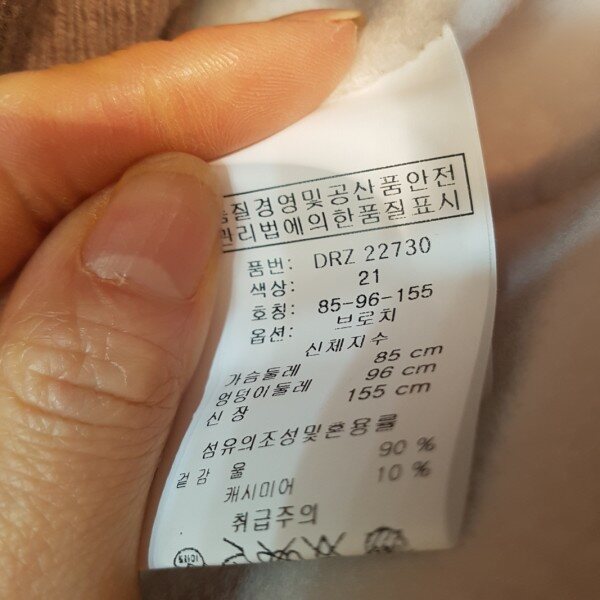 품질경영및공산품안전
관리법에의한품질표시
품번: DRZ 22730
색상: 21
호칭: 85-96-155
옵션: 브로치
신체지수
가슴둘레 85 cm
엉덩이둘레 96 cm
신 장 155 cm
섬유의조성및혼용률
겉감 울 90 %
캐시미어 10 %
취급주의